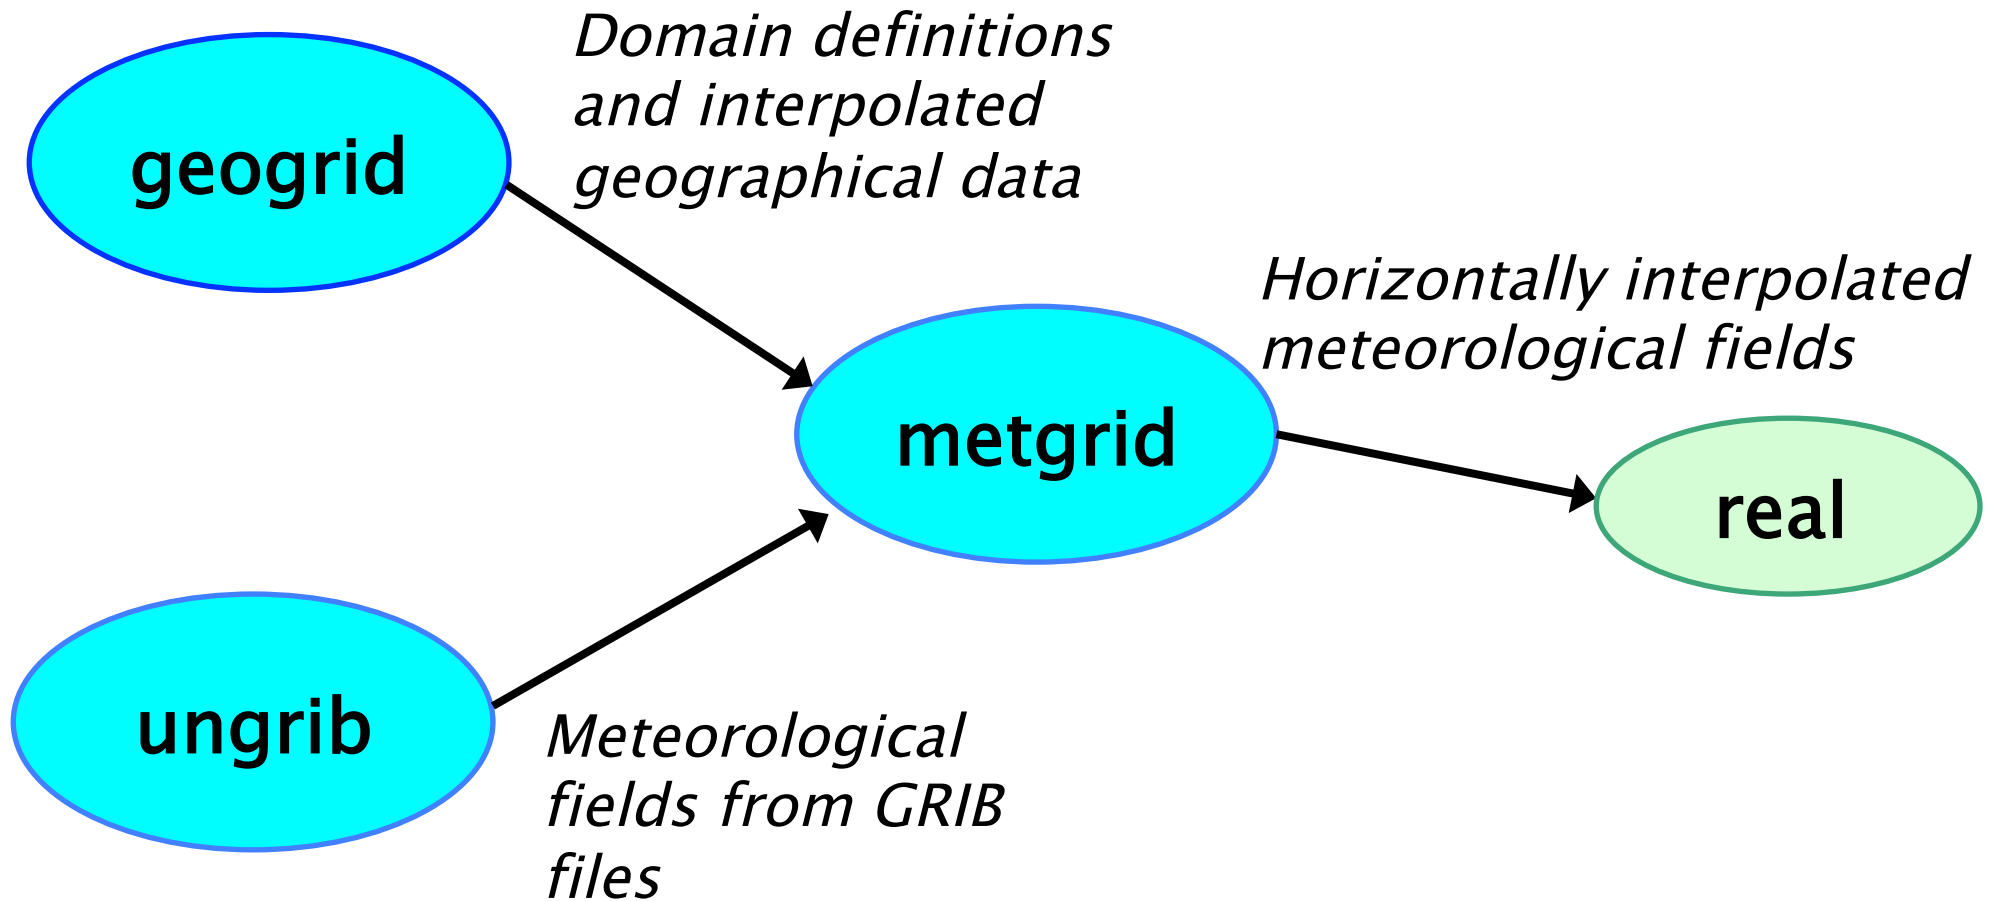 Domain definitions
and interpolated
geographical data
geogrid
Horizontally interpolated
meteorological fields
metgrid
real
ungrib
Meteorological
fields from GRIB
files